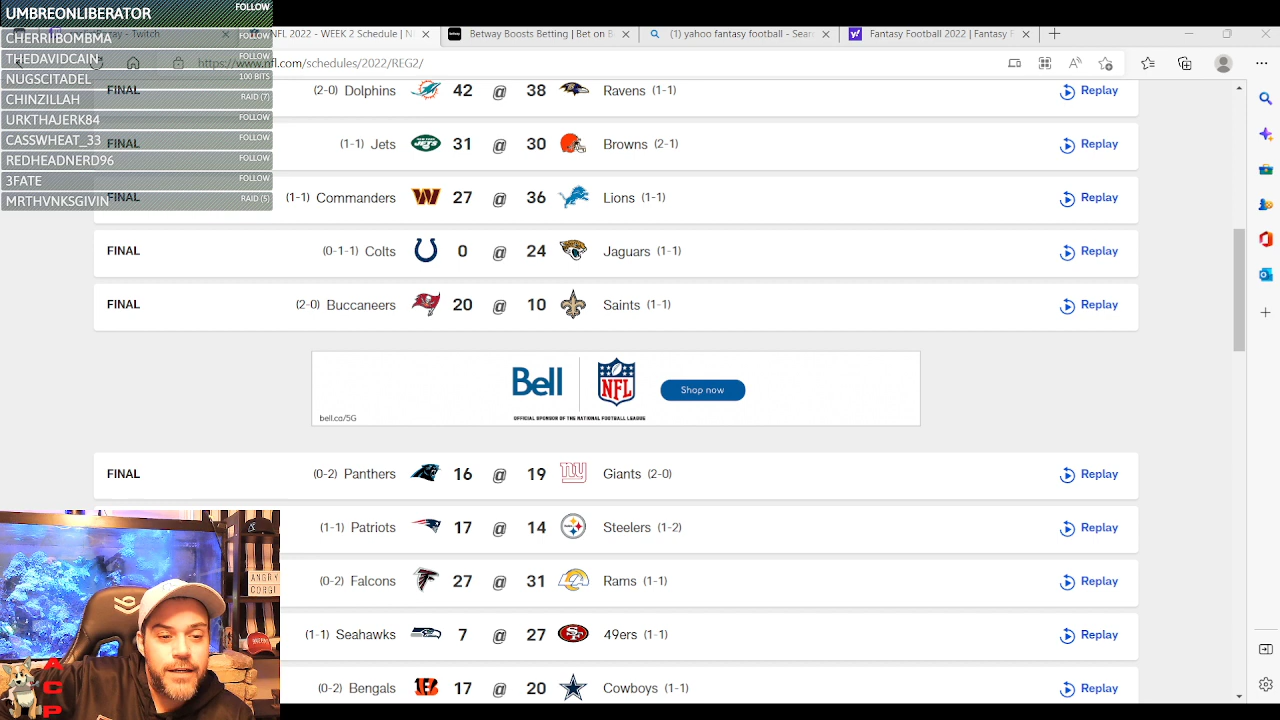 UMBREONLIBERATOR FOLLOW
CHERRIIBOMBMA FOLLOW
THEDAVIDCAIN FOLLOW
NUGSCITADEL 100 BITS
CHINZILLAH RAID (7)
URKTHAJERK84 FOLLOW
CASSWHEAT_33 FOLLOW
REDHEADNERD96 FOLLOW
3FATE FOLLOW
MRTHVNKSGIVIN RAID (5)
- Twitch
NFL 2022 - WEEK 2 Schedule | N
Betway Boosts Betting | Bet on B
(1) yahoo fantasy football - Sear
Fantasy Football 2022 | Fantasy F
https://www.nfl.com/schedules/2022/REG2/
FINAL (2-0) Dolphins 42 @ 38 Ravens (1-1) Replay
FINAL (1-1) Jets 31 @ 30 Browns (2-1) Replay
FINAL (1-1) Commanders 27 @ 36 Lions (1-1) Replay
FINAL (0-1-1) Colts 0 @ 24 Jaguars (1-1) Replay
FINAL (2-0) Buccaneers 20 @ 10 Saints (1-1) Replay
Bell NFL Shop now
bell.ca/5G OFFICIAL SPONSOR OF THE NATIONAL FOOTBALL LEAGUE
FINAL (0-2) Panthers 16 @ 19 Giants (2-0) Replay
(1-1) Patriots 17 @ 14 Steelers (1-2) Replay
(0-2) Falcons 27 @ 31 Rams (1-1) Replay
(1-1) Seahawks 7 @ 27 49ers (1-1) Replay
(0-2) Bengals 17 @ 20 Cowboys (1-1) Replay
ANGRY
CORGI
A
C
P